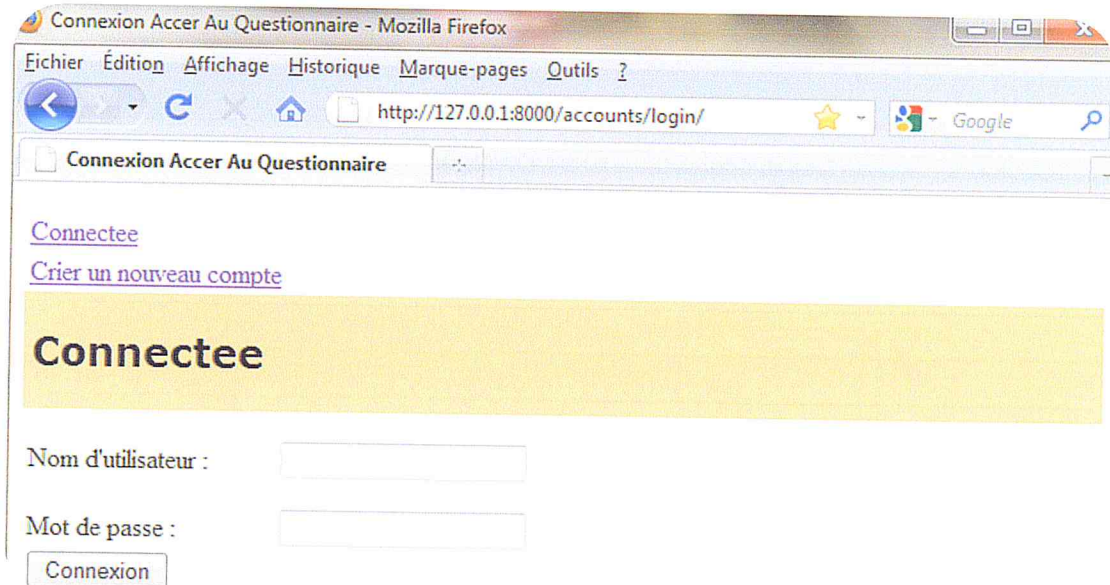 Connexion Accer Au Questionnaire - Mozilla Firefox
Fichier Édition Affichage Historique Marque-pages Outils ?
http://127.0.0.1:8000/accounts/login/ Google
Connexion Accer Au Questionnaire
Connectee
Crier un nouveau compte
Connectee
Nom d'utilisateur :
Mot de passe :
Connexion